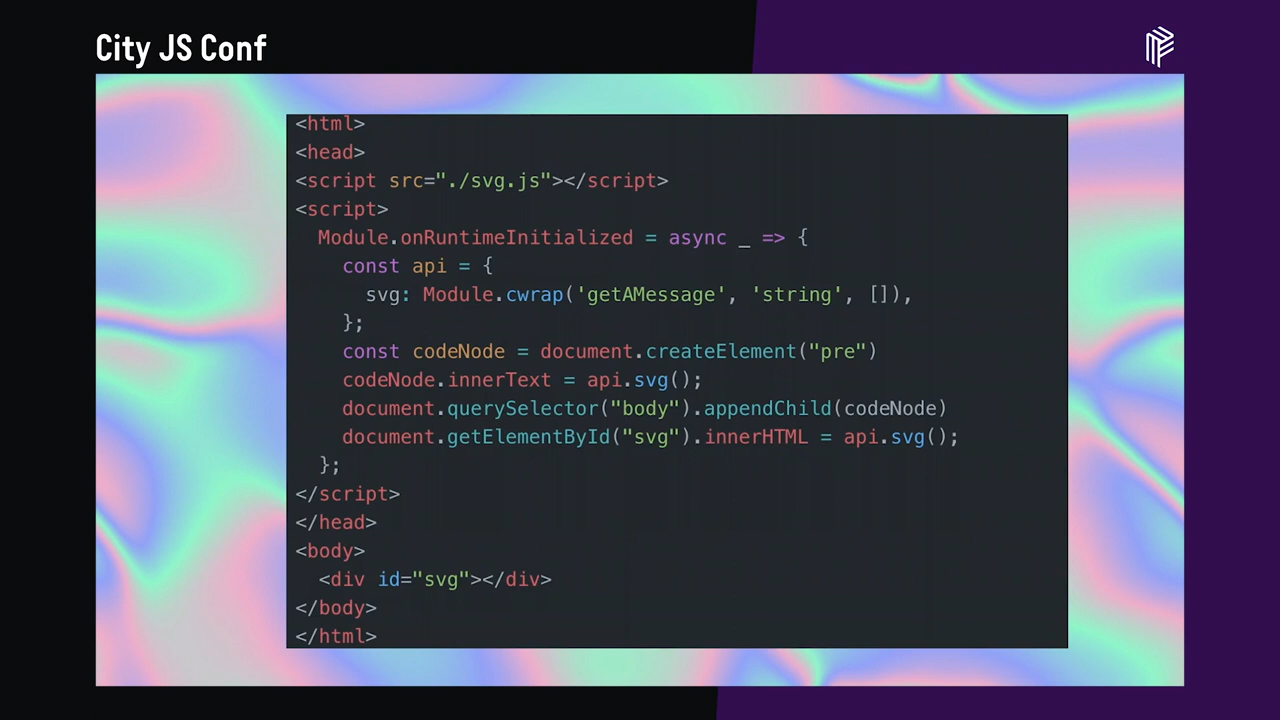 City JS Conf
<html>
<head>
<script src="./svg.js"></script>
<script>
  Module.onRuntimeInitialized = async _ => {
    const api = {
      svg: Module.cwrap('getAMessage', 'string', []),
    };
    const codeNode = document.createElement("pre")
    codeNode.innerText = api.svg();
    document.querySelector("body").appendChild(codeNode)
    document.getElementById("svg").innerHTML = api.svg();
  };
</script>
</head>
<body>
  <div id="svg"></div>
</body>
</html>